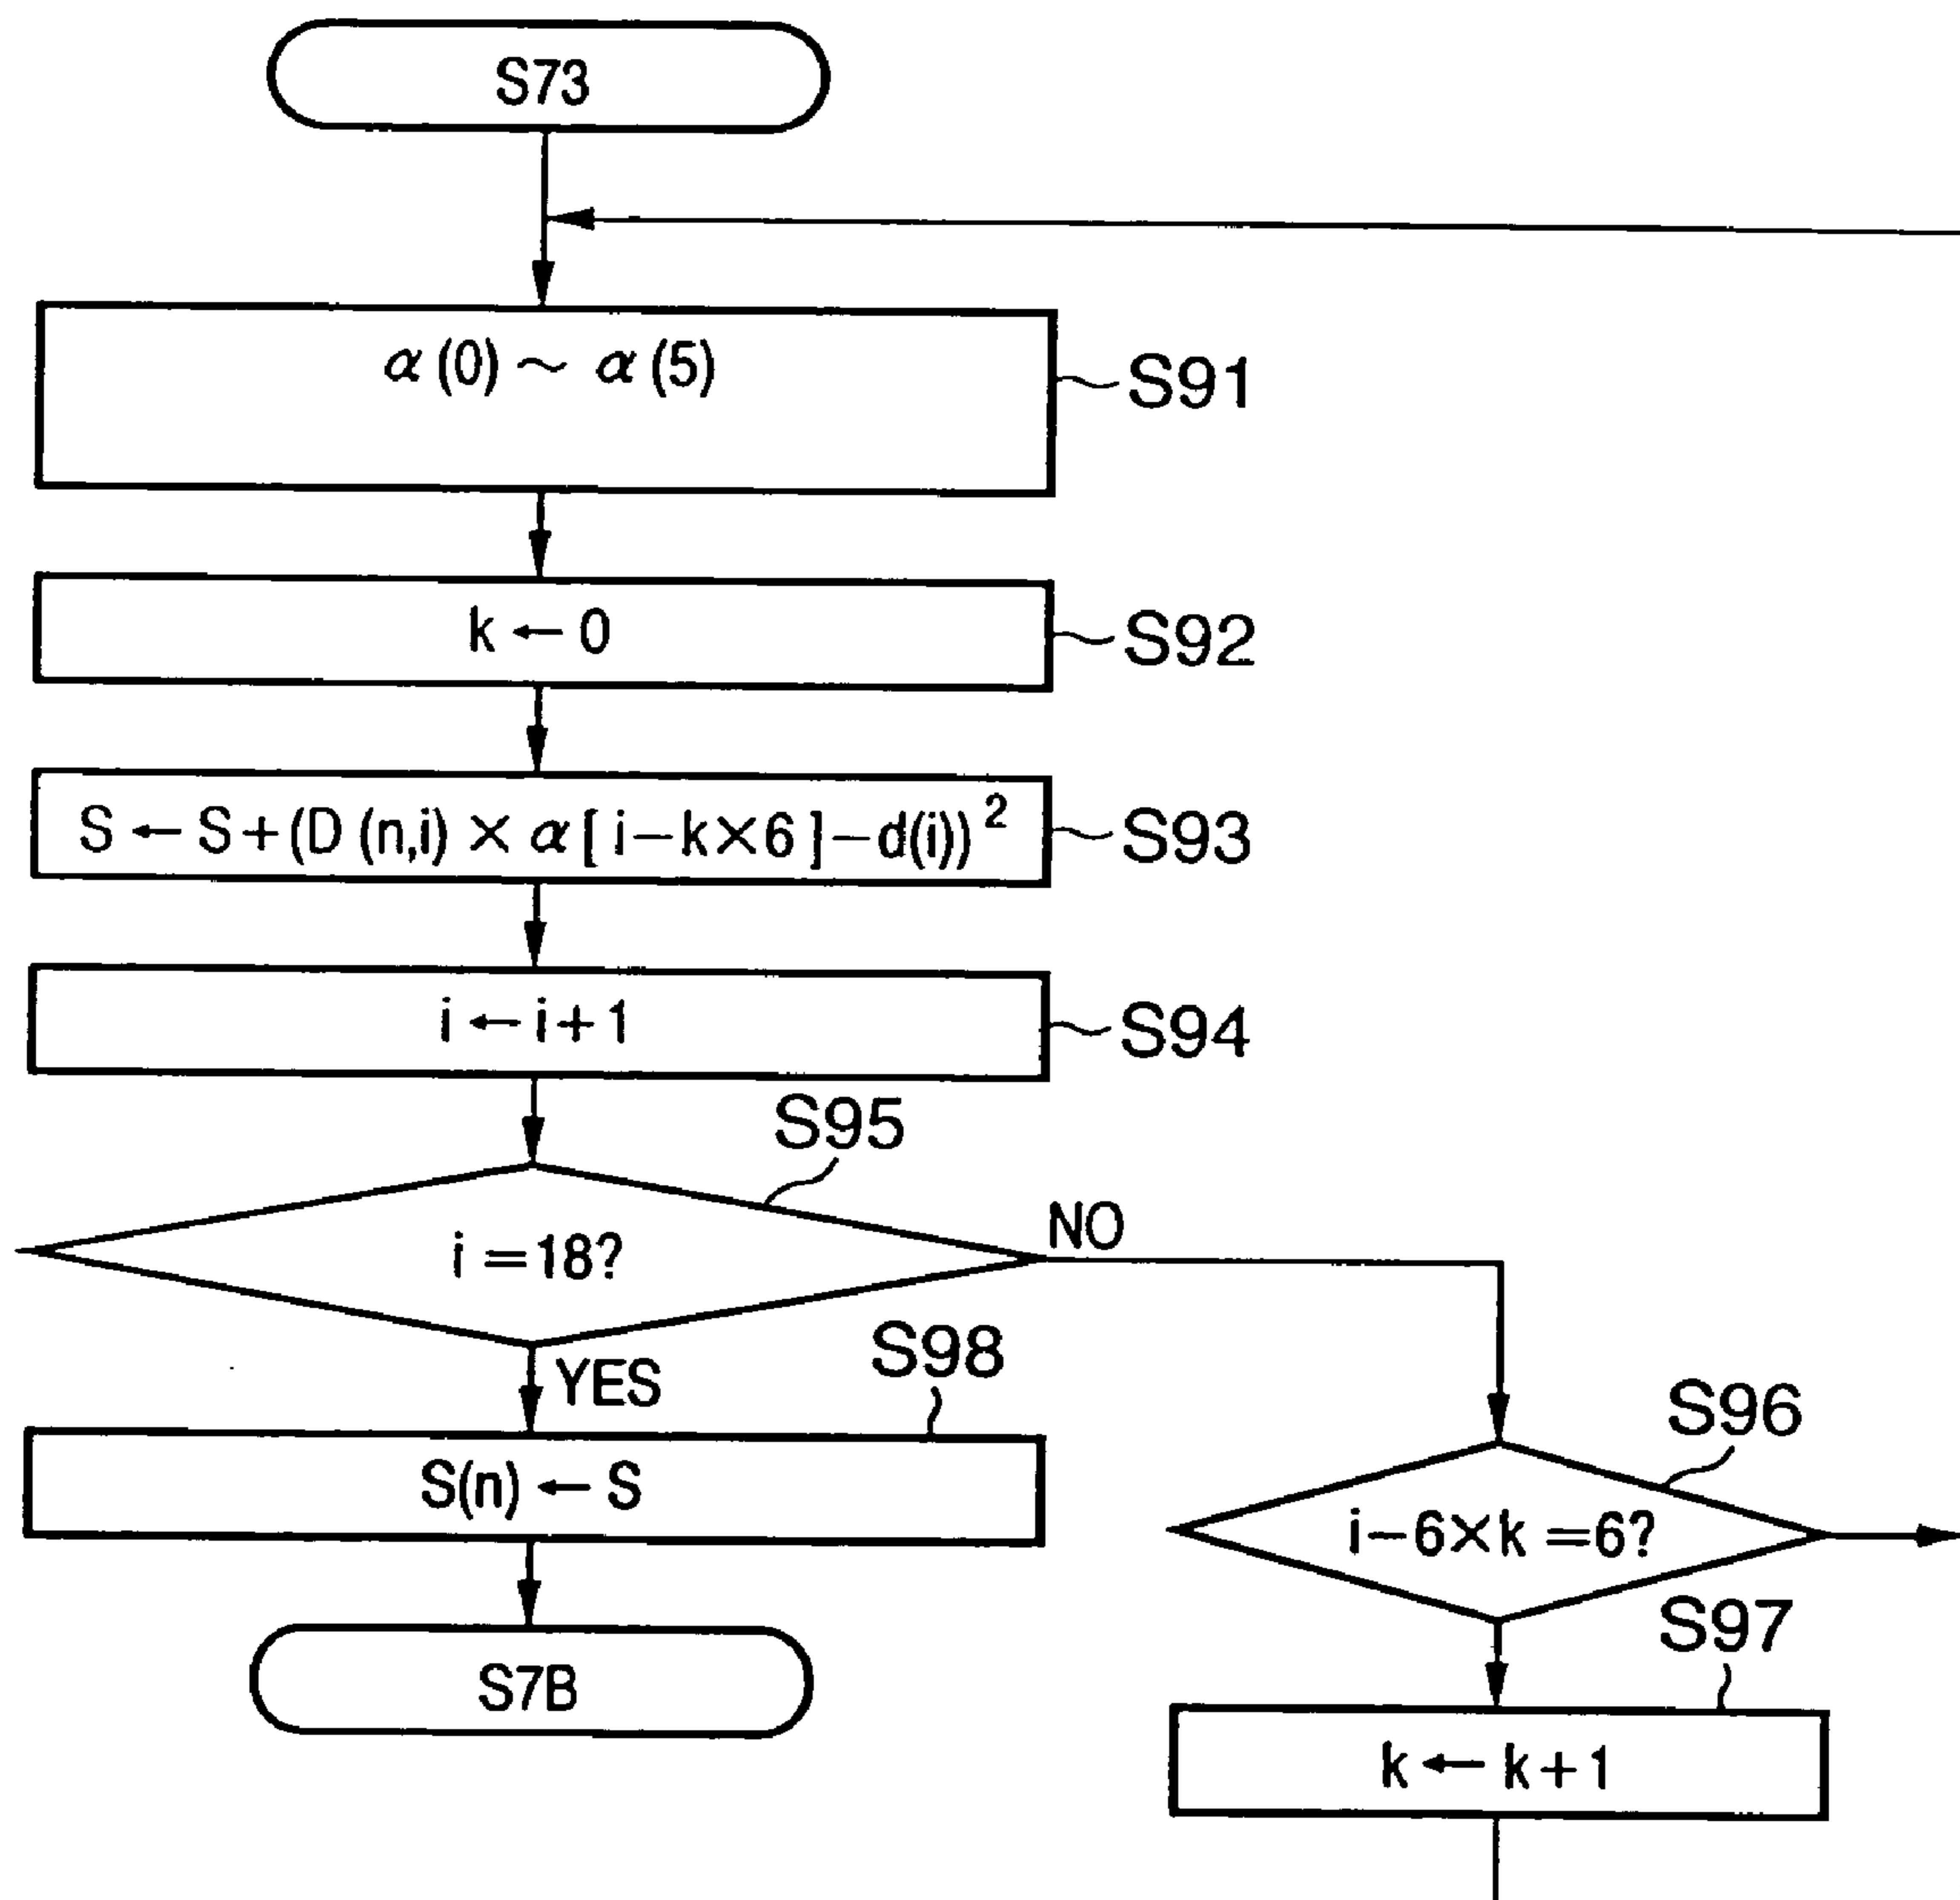 S73
α(0) ~ α(5)
S91
k ← 0
S92
S ← S + (D (n,i) × α [ i − k × 6 ] − d(i)) ²
S93
i ← i + 1
S94
S95
i = 18?
NO
YES
S98
S(n) ← S
S96
i − 6 × k = 6?
S97
S7B
k ← k + 1